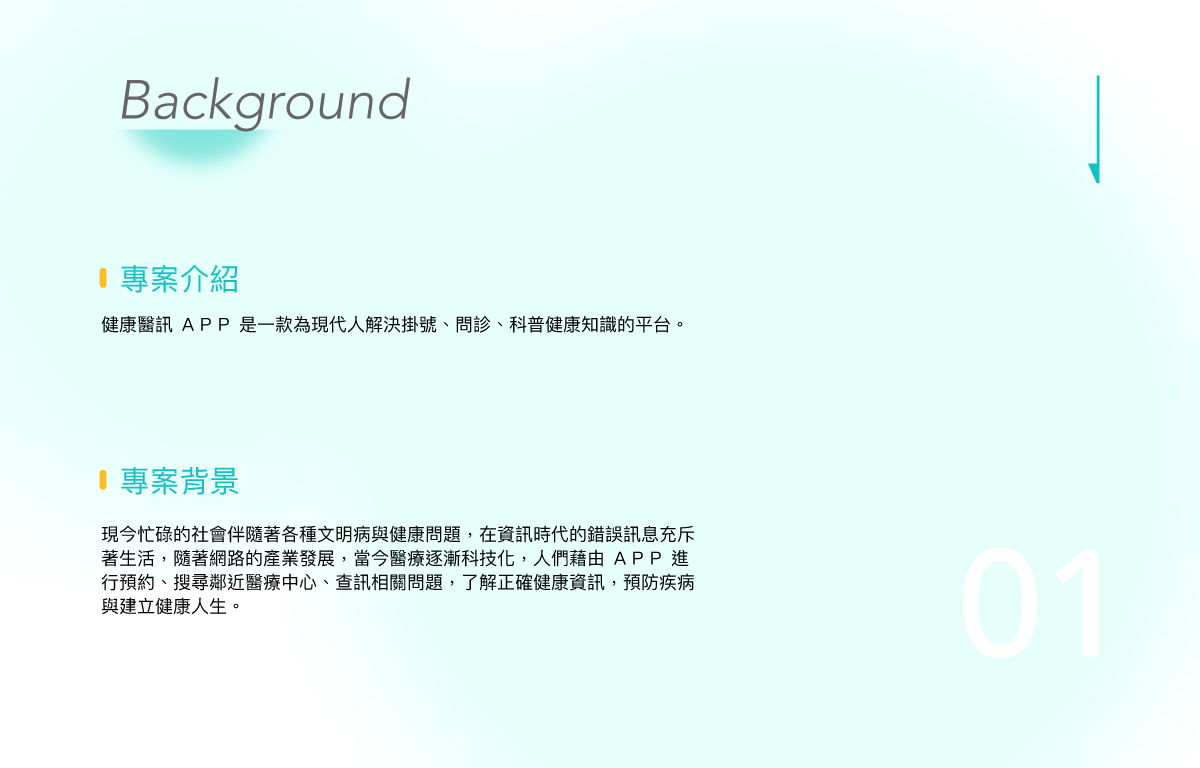 Background
專案介紹
健康醫訊 APP 是一款為現代人解決掛號、問診、科普健康知識的平台。
專案背景
現今忙碌的社會伴隨著各種文明病與健康問題，在資訊時代的錯誤訊息充斥
著生活，隨著網路的產業發展，當今醫療逐漸科技化，人們藉由 APP 進
行預約、搜尋鄰近醫療中心、查訊相關問題，了解正確健康資訊，預防疾病
與建立健康人生。
01